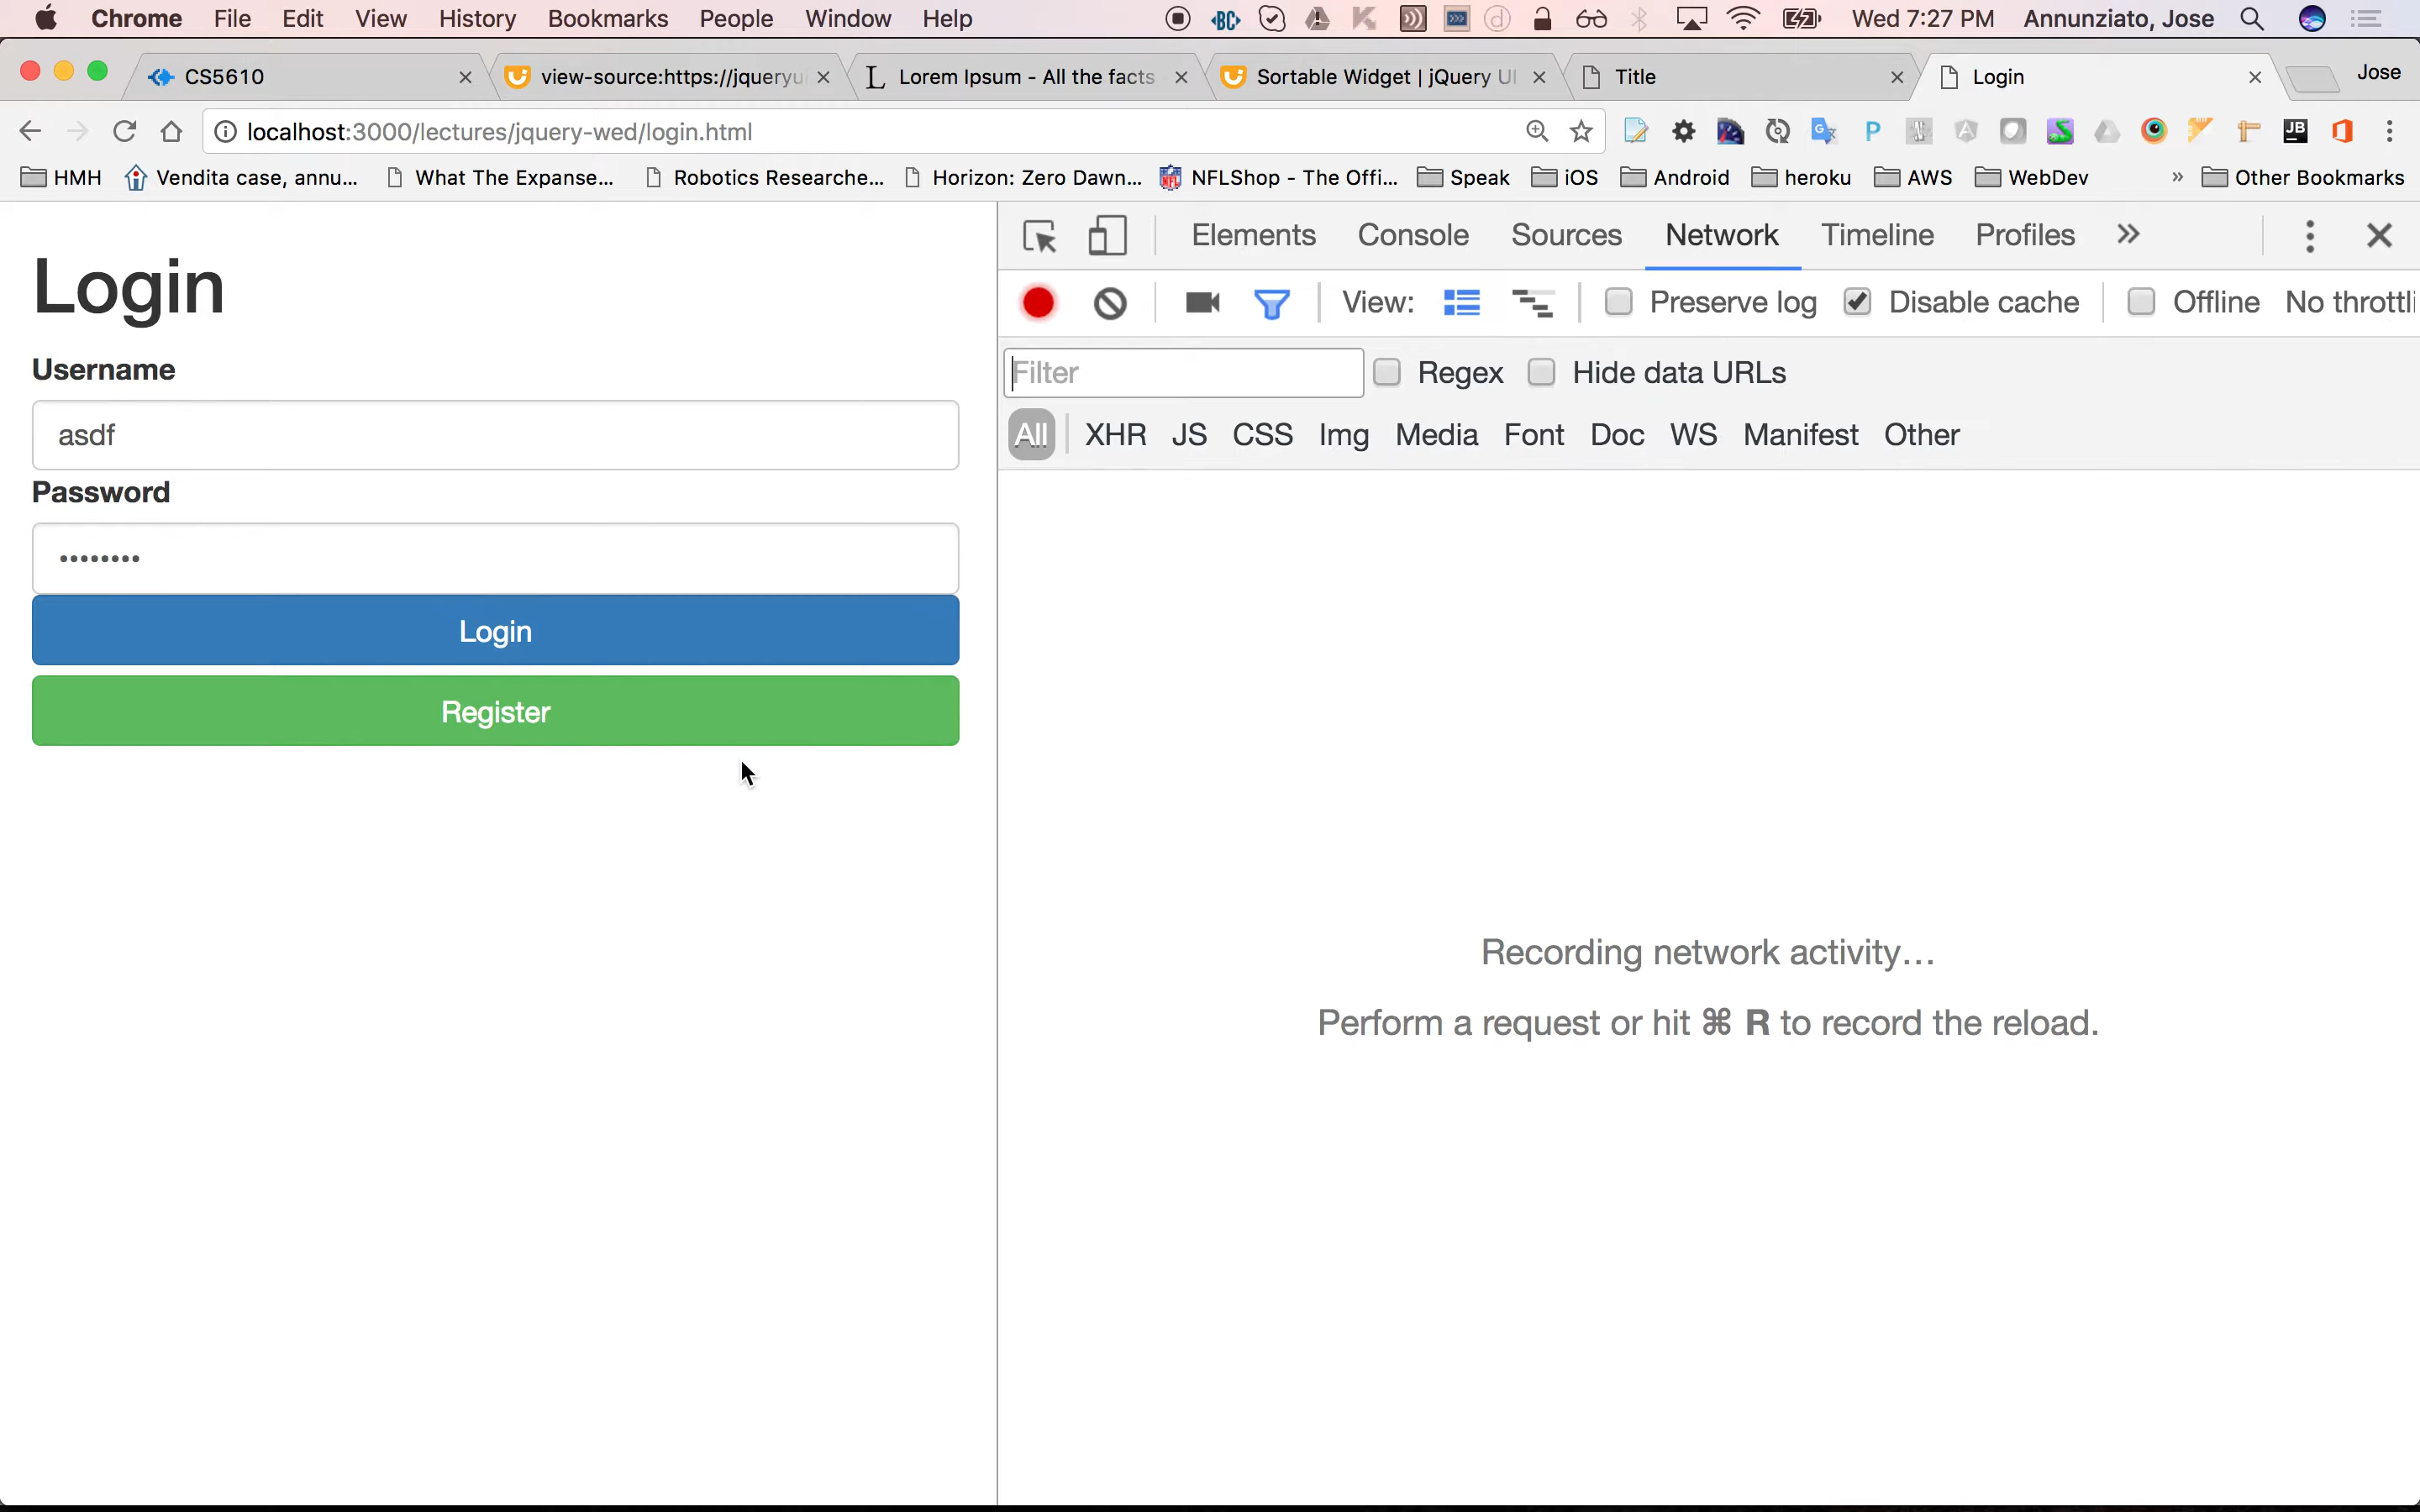 Chrome File Edit View History Bookmarks People Window Help BC Wed 7:27 PM Annunziato, Jose
CS5610 view-source:https://jqueryui Lorem Ipsum - All the facts Sortable Widget | jQuery UI Title Login Jose
localhost:3000/lectures/jquery-wed/login.html
HMH Vendita case, annu... What The Expanse... Robotics Researche... Horizon: Zero Dawn... NFLShop - The Offi... Speak iOS Android heroku AWS WebDev » Other Bookmarks
Elements Console Sources Network Timeline Profiles »
View: Preserve log Disable cache Offline No throttli
Filter Regex Hide data URLs
All XHR JS CSS Img Media Font Doc WS Manifest Other
Login
Username
asdf
Password
••••••••
Login
Register
Recording network activity…
Perform a request or hit ⌘ R to record the reload.